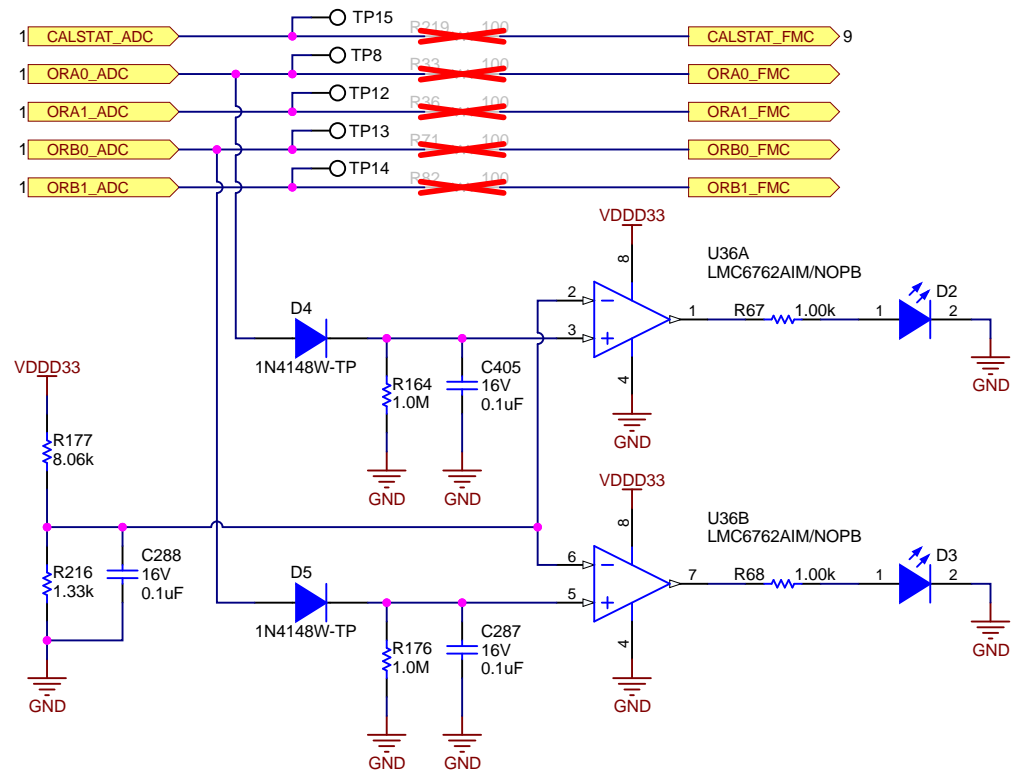 TP15
1 CALSTAT_ADC R219 100 CALSTAT_FMC 9
TP8
1 ORA0_ADC R33 100 ORA0_FMC
TP12
1 ORA1_ADC R36 100 ORA1_FMC
TP13
1 ORB0_ADC R71 100 ORB0_FMC
TP14
1 ORB1_ADC R82 100 ORB1_FMC
VDDD33
8
U36A
LMC6762AIM/NOPB
2
3
1
4
R67 1.00k
1 D2 2
GND
GND
D4
1N4148W-TP
R164
1.0M
GND
C405
16V
0.1uF
GND
VDDD33
R177
8.06k
R216
1.33k
GND
C288
16V
0.1uF
VDDD33
8
U36B
LMC6762AIM/NOPB
6
5
7
4
R68 1.00k
1 D3 2
GND
GND
D5
1N4148W-TP
R176
1.0M
GND
C287
16V
0.1uF
GND